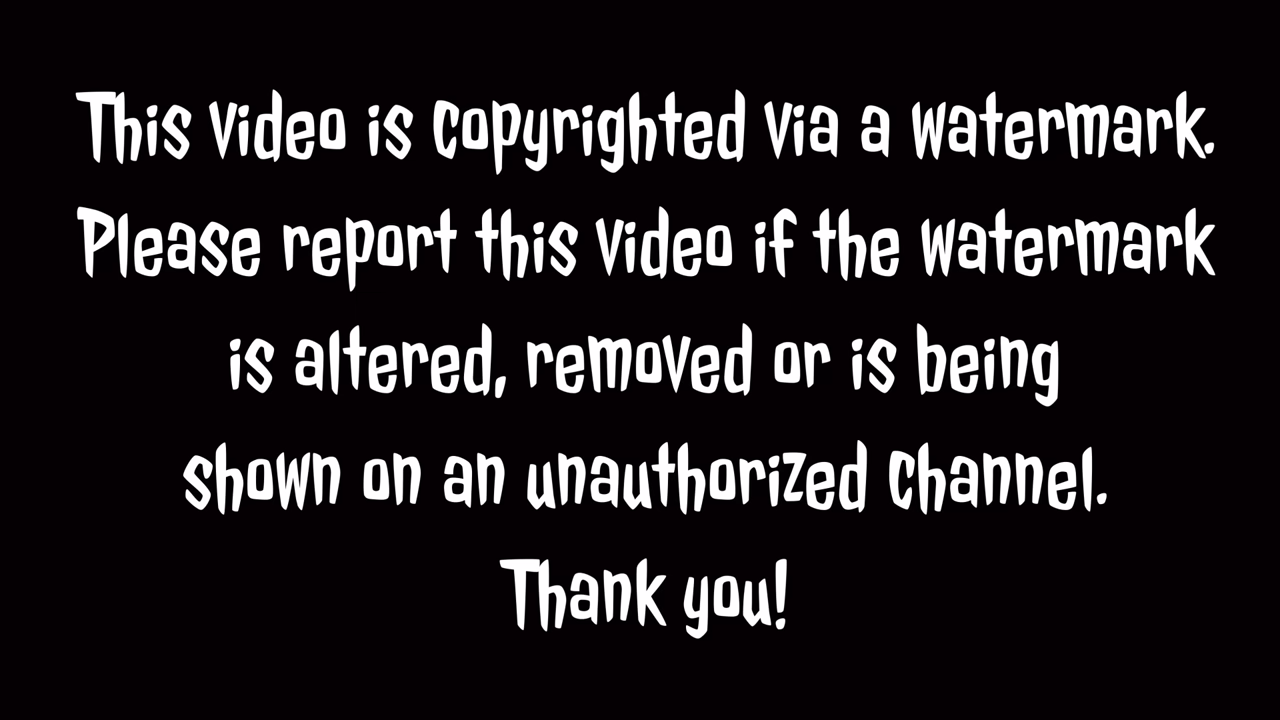 This video is copyrighted via a watermark.
Please report this video if the watermark
is altered, removed or is being
shown on an unauthorized channel.
Thank you!